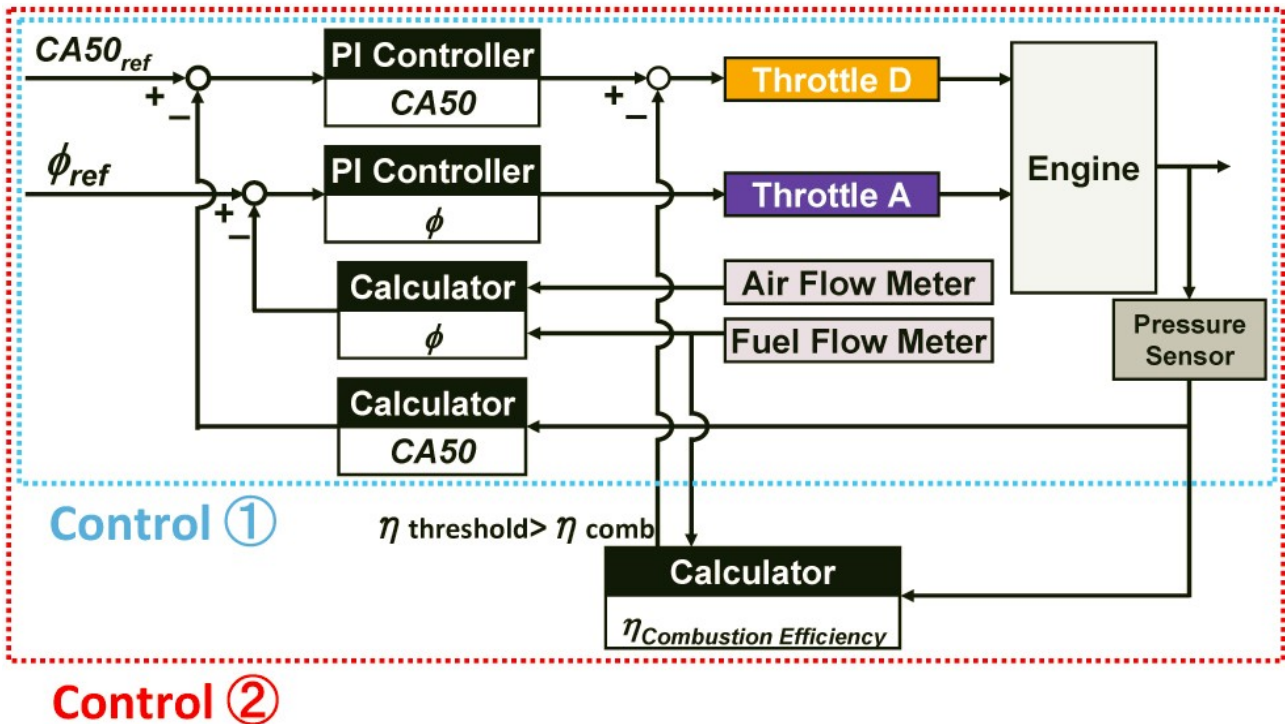 CA50ref
+
−
PI Controller
CA50
+
−
Throttle D
Engine
ϕref
+
−
PI Controller
ϕ
Throttle A
Calculator
ϕ
Air Flow Meter
Fuel Flow Meter
Pressure
Sensor
Calculator
CA50
Control ①
η threshold> η comb
Calculator
ηCombustion Efficiency
Control ②